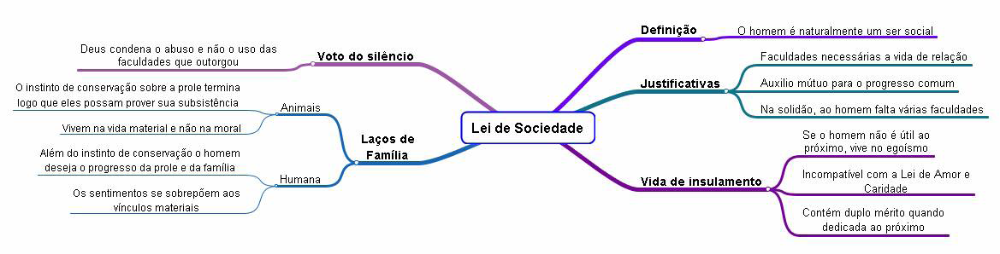 Lei de Sociedade
Definição
O homem é naturalmente um ser social
Justificativas
Faculdades necessárias a vida de relação
Auxilio mútuo para o progresso comum
Na solidão, ao homem falta várias faculdades
Vida de insulamento
Se o homem não é útil ao
próximo, vive no egoísmo
Incompatível com a Lei de Amor e
Caridade
Contém duplo mérito quando
dedicada ao próximo
Voto do silêncio
Deus condena o abuso e não o uso das
faculdades que outorgou
Laços de
Família
Animais
O instinto de conservação sobre a prole termina
logo que eles possam prover sua subsistência
Vivem na vida material e não na moral
Humana
Além do instinto de conservação o homem
deseja o progresso da prole e da família
Os sentimentos se sobrepõem aos
vínculos materiais